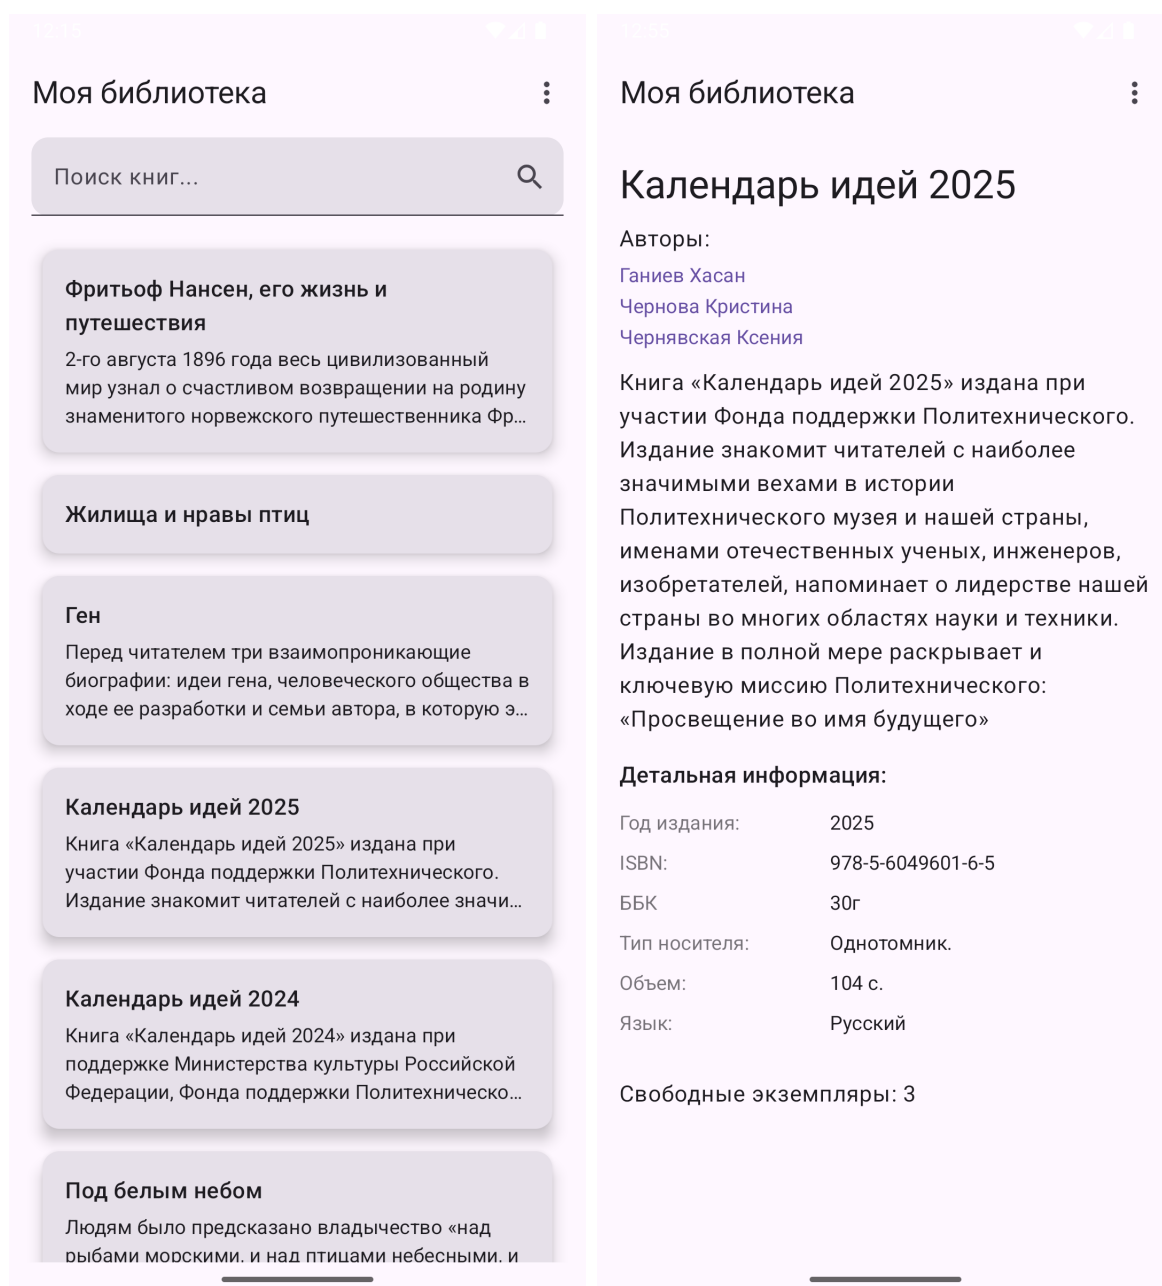 12:15
Моя библиотека
Поиск книг...
Фритьоф Нансен, его жизнь и
путешествия
2-го августа 1896 года весь цивилизованный
мир узнал о счастливом возвращении на родину
знаменитого норвежского путешественника Фр...
Жилища и нравы птиц
Ген
Перед читателем три взаимопроникающие
биографии: идеи гена, человеческого общества в
ходе ее разработки и семьи автора, в которую э...
Календарь идей 2025
Книга «Календарь идей 2025» издана при
участии Фонда поддержки Политехнического.
Издание знакомит читателей с наиболее значи...
Календарь идей 2024
Книга «Календарь идей 2024» издана при
поддержке Министерства культуры Российской
Федерации, Фонда поддержки Политехническо...
Под белым небом
Людям было предсказано владычество «над
рыбами морскими, и над птицами небесными, и
Моя библиотека
Календарь идей 2025
Авторы:
Ганиев Хасан
Чернова Кристина
Чернявская Ксения
Книга «Календарь идей 2025» издана при
участии Фонда поддержки Политехнического.
Издание знакомит читателей с наиболее
значимыми вехами в истории
Политехнического музея и нашей страны,
именами отечественных ученых, инженеров,
изобретателей, напоминает о лидерстве нашей
страны во многих областях науки и техники.
Издание в полной мере раскрывает и
ключевую миссию Политехнического:
«Просвещение во имя будущего»
Детальная информация:
Год издания: 2025
ISBN: 978-5-6049601-6-5
ББК 30г
Тип носителя: Однотомник.
Объем: 104 с.
Язык: Русский
Свободные экземпляры: 3